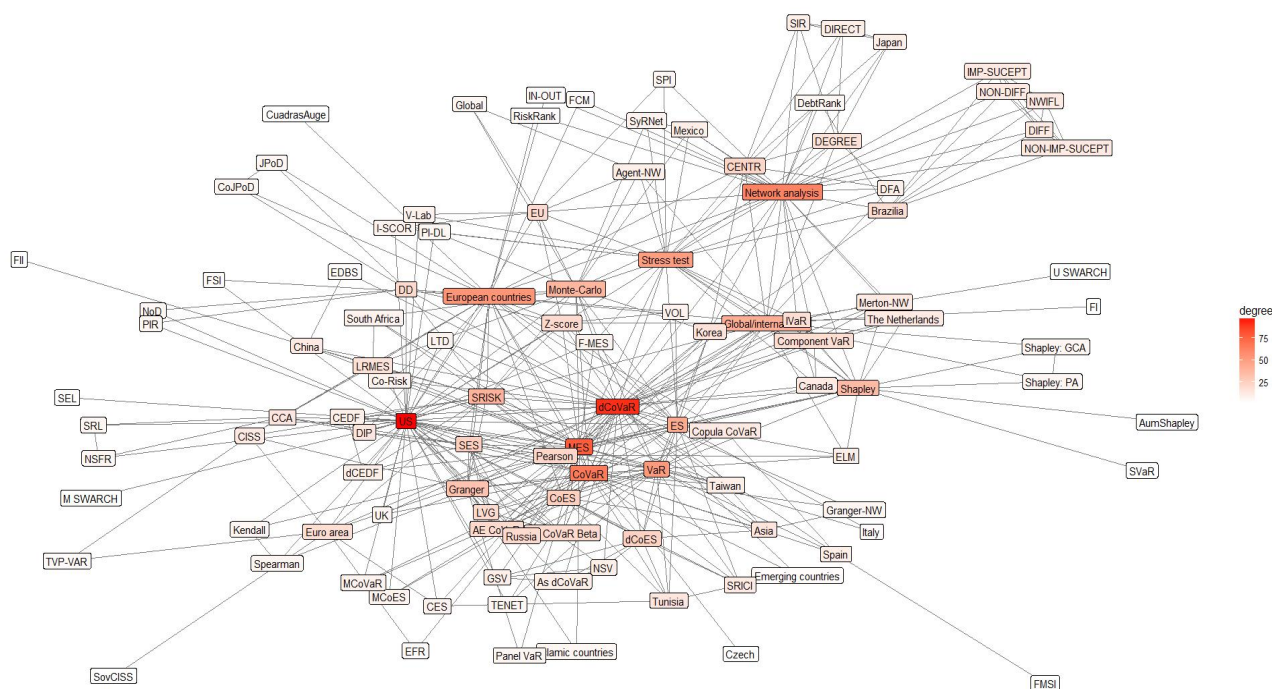 SIR
DIRECT
Japan
IMP-SUCEPT
SPI
NON-DIFF
IN-OUT
FCM
NWIFL
Global
DebtRank
CuadrasAuge
RiskRank
SyRNet
Mexico
DIFF
DEGREE
NON-IMP-SUCEPT
JPoD
CENTR
Agent-NW
CoJPoD
Network analysis
DFA
V-Lab
EU
Brazilia
I-SCOR
PI-DL
FII
Stress test
EDBS
U SWARCH
FSI
DD
European countries
Monte-Carlo
Merton-NW
FI
NoD
VOL
South Africa
PIR
Z-score
Global/interna
IVaR
The Netherlands
Korea
LTD
F-MES
Component VaR
China
Shapley: GCA
LRMES
Co-Risk
Canada
Shapley
Shapley: PA
SEL
SRISK
dCoVaR
CCA
CEDF
US
ES
AumShapley
SRL
DIP
Copula CoVaR
CISS
SES
MES
NSFR
Pearson
ELM
dCEDF
CoVaR
VaR
SVaR
Granger
Taiwan
M SWARCH
CoES
LVG
UK
Granger-NW
Kendall
Euro area
AE CoV
Russia
CoVaR Beta
dCoES
Asia
Italy
Spain
TVP-VAR
Spearman
NSV
GSV
As dCoVaR
Emerging countries
MCoVaR
SRICI
MCoES
CES
TENET
Tunisia
EFR
Panel VaR
lamic countries
Czech
SovCISS
FMSI
degree
75
50
25